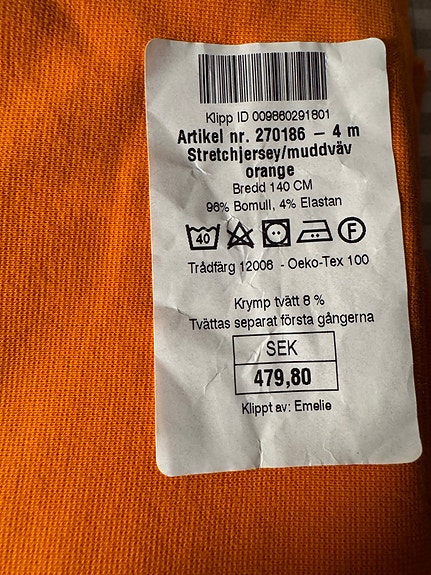 Klipp ID 009860291801
Artikel nr. 270186 – 4 m
Stretchjersey/muddväv
orange
Bredd 140 CM
96% Bomull, 4% Elastan
40 F
Trådfärg 12006 - Oeko-Tex 100
Krymp tvätt 8 %
Tvättas separat första gångerna
SEK
479,80
Klippt av: Emelie